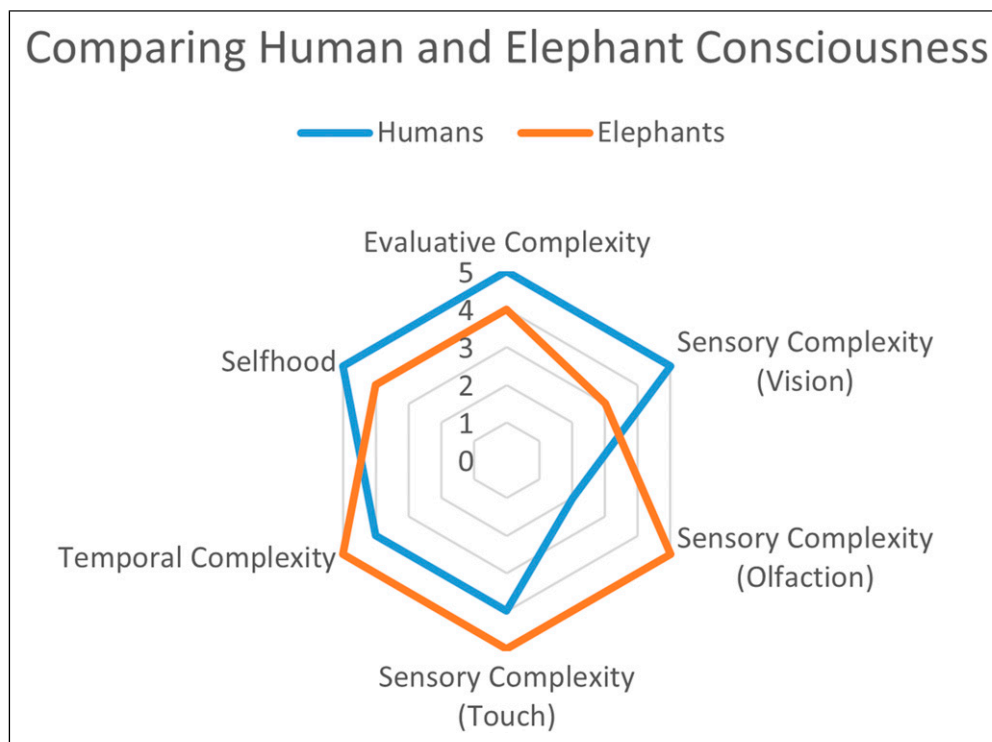 Comparing Human and Elephant Consciousness
Humans
Elephants
Evaluative Complexity
5
4
3
2
1
0
Sensory Complexity
(Vision)
Sensory Complexity
(Olfaction)
Sensory Complexity
(Touch)
Temporal Complexity
Selfhood